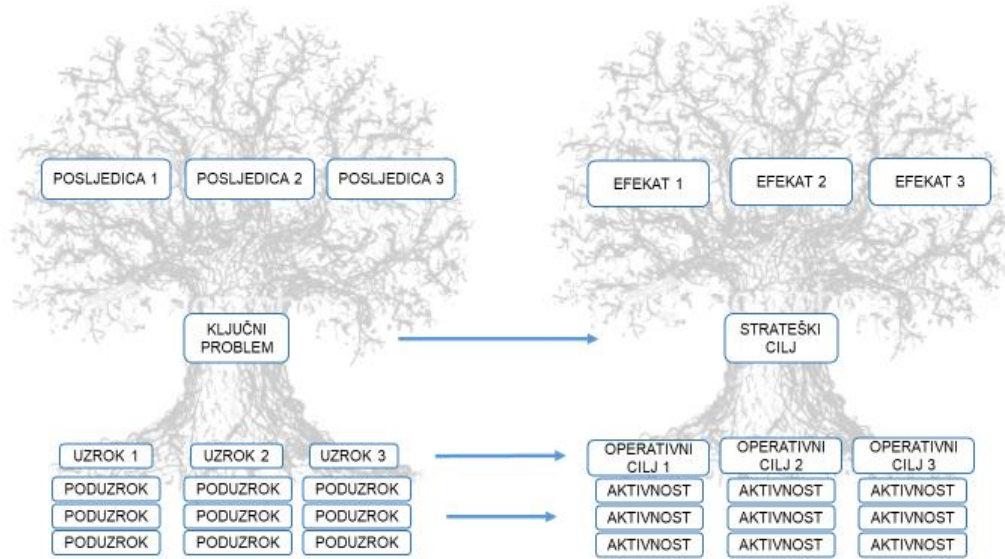 POSLJEDICA 1
POSLJEDICA 2
POSLJEDICA 3
KLJUČNI
PROBLEM
UZROK 1
UZROK 2
UZROK 3
PODUZROK
PODUZROK
PODUZROK
PODUZROK
PODUZROK
PODUZROK
PODUZROK
PODUZROK
PODUZROK
EFEKAT 1
EFEKAT 2
EFEKAT 3
STRATEŠKI
CILJ
OPERATIVNI
CILJ 1
OPERATIVNI
CILJ 2
OPERATIVNI
CILJ 3
AKTIVNOST
AKTIVNOST
AKTIVNOST
AKTIVNOST
AKTIVNOST
AKTIVNOST
AKTIVNOST
AKTIVNOST
AKTIVNOST